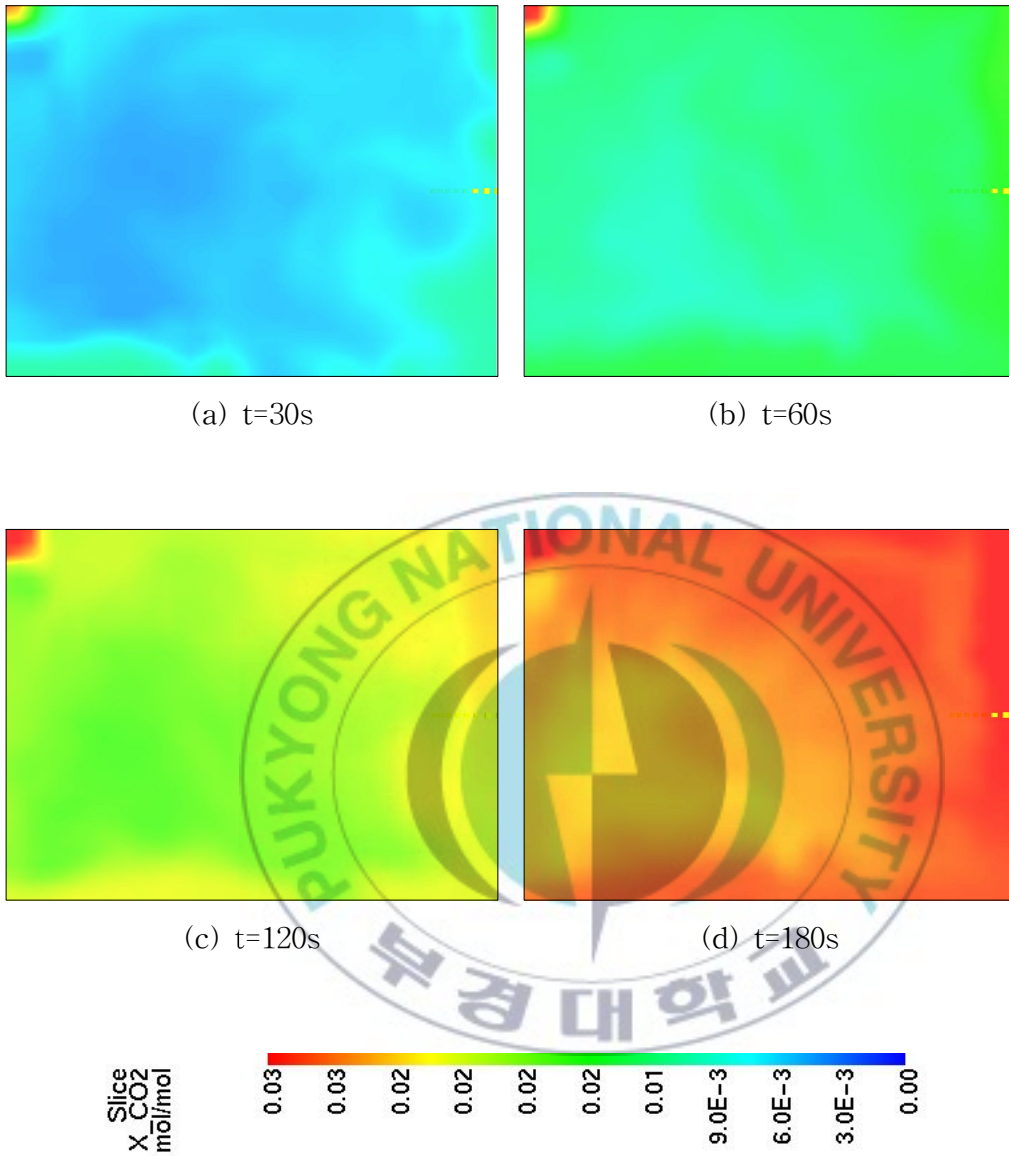 (a) t=30s
(b) t=60s
PUKYONG NATIONAL UNIVERSITY
(c) t=120s
(d) t=180s
부경대학교
Slice
X_CO2
mol/mol
0.03
0.03
0.02
0.02
0.02
0.02
0.01
9.0E-3
6.0E-3
3.0E-3
0.00